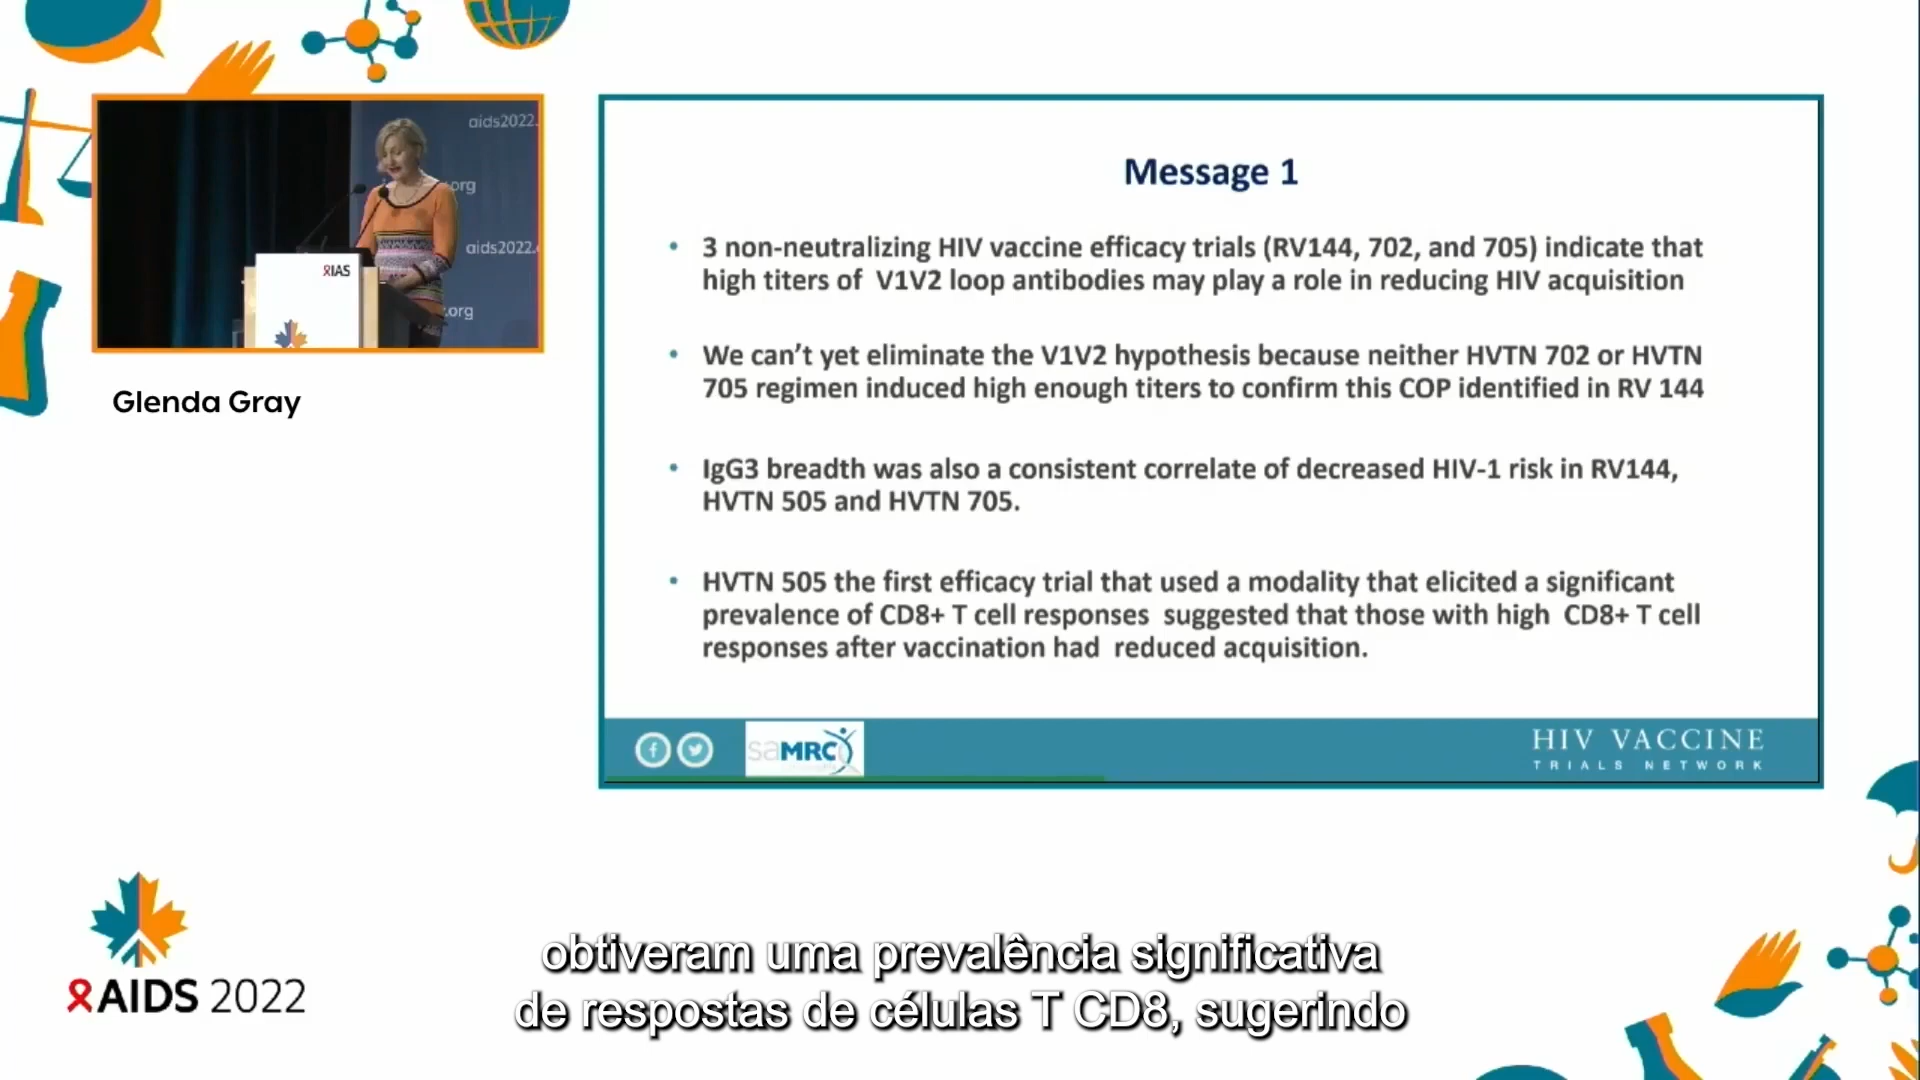 aids2022.
.org
aids2022.
.org
IAS
Glenda Gray
Message 1
• 3 non-neutralizing HIV vaccine efficacy trials (RV144, 702, and 705) indicate that
high titers of V1V2 loop antibodies may play a role in reducing HIV acquisition
• We can't yet eliminate the V1V2 hypothesis because neither HVTN 702 or HVTN
705 regimen induced high enough titers to confirm this COP identified in RV 144
• IgG3 breadth was also a consistent correlate of decreased HIV-1 risk in RV144,
HVTN 505 and HVTN 705.
• HVTN 505 the first efficacy trial that used a modality that elicited a significant
prevalence of CD8+ T cell responses suggested that those with high CD8+ T cell
responses after vaccination had reduced acquisition.
saMRC
HIV VACCINE
TRIALS NETWORK
AIDS 2022
obtiveram uma prevalência significativa
de respostas de células T CD8, sugerindo